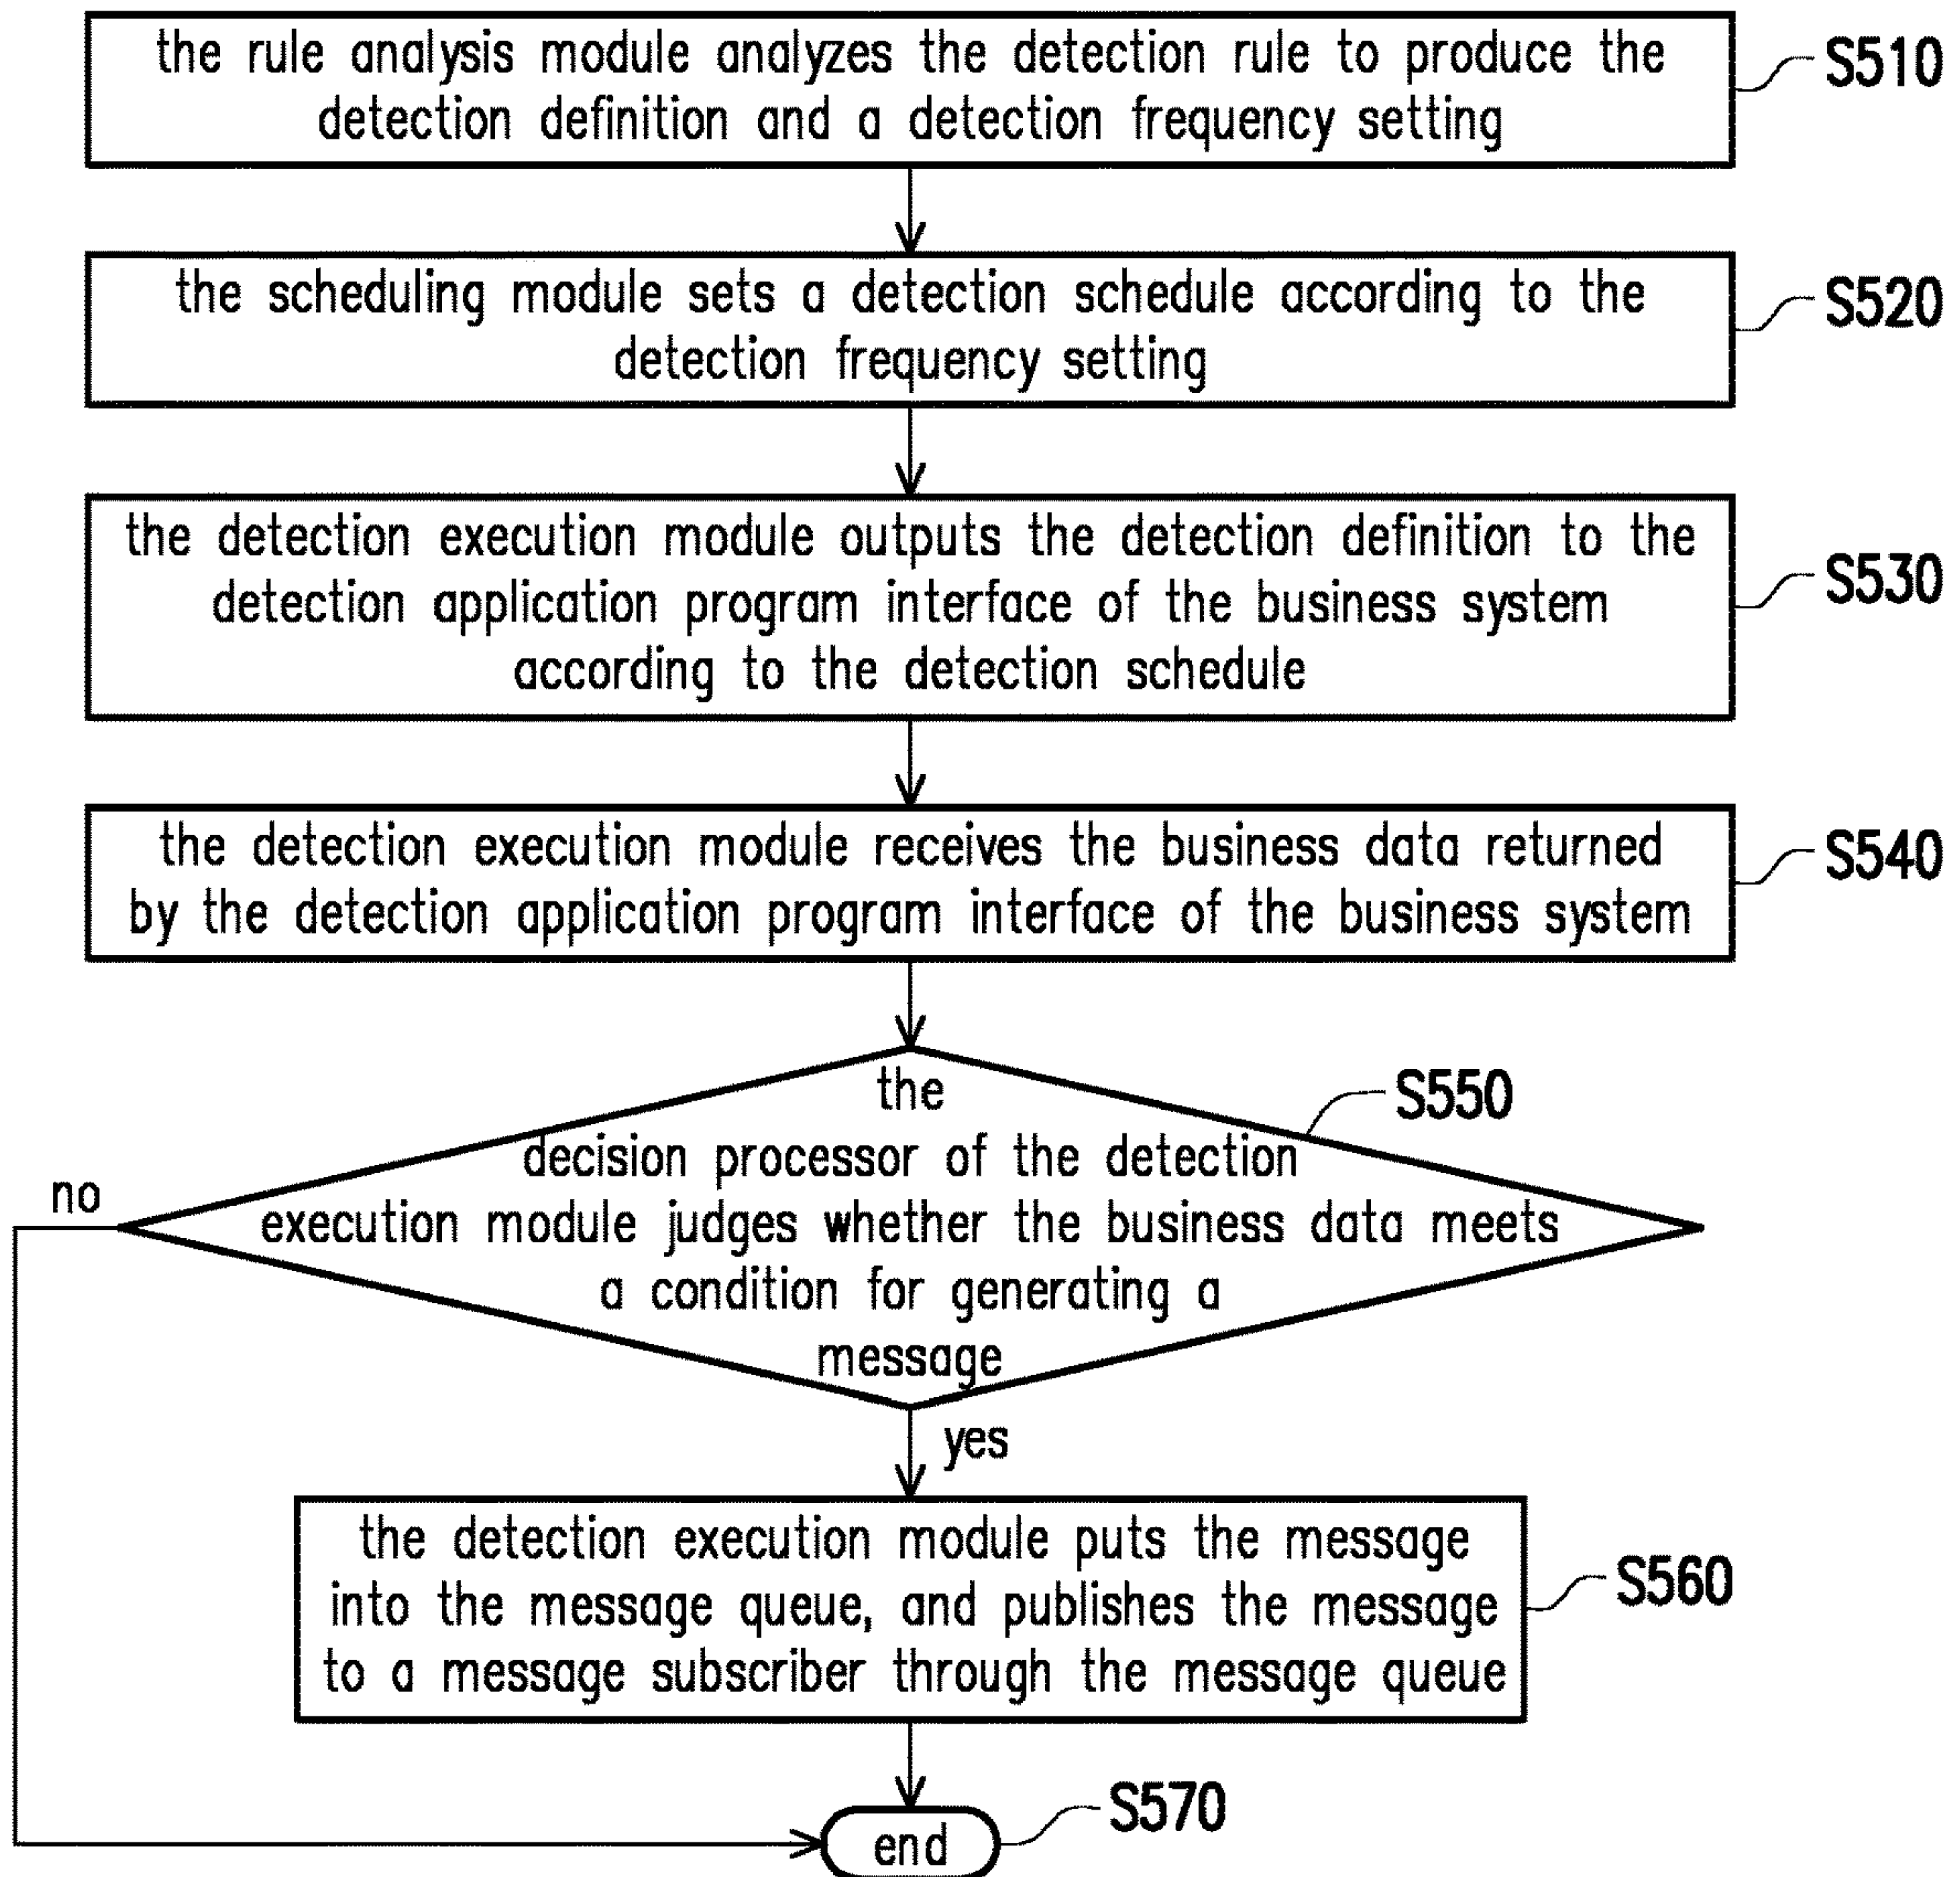 the rule analysis module analyzes the detection rule to produce the
detection definition and a detection frequency setting
S510
the scheduling module sets a detection schedule according to the
detection frequency setting
S520
the detection execution module outputs the detection definition to the
detection application program interface of the business system
according to the detection schedule
S530
the detection execution module receives the business data returned
by the detection application program interface of the business system
S540
the
decision processor of the detection
execution module judges whether the business data meets
a condition for generating a
message
S550
no
yes
the detection execution module puts the message
into the message queue, and publishes the message
to a message subscriber through the message queue
S560
end
S570